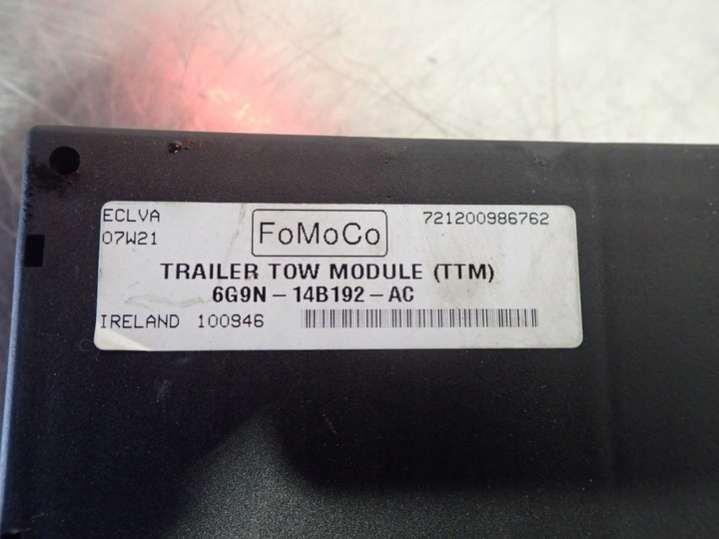 ECLVA
FoMoCo
721200986762
07W21
TRAILER TOW MODULE (TTM)
6G9N-14B192-AC
IRELAND 100946